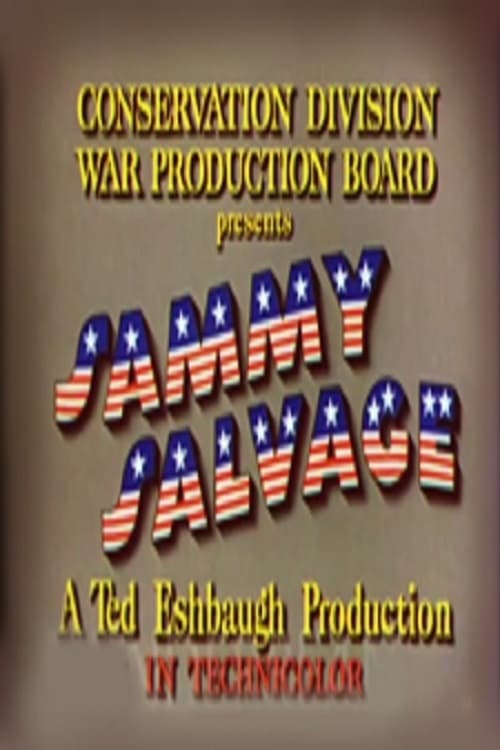 CONSERVATION DIVISION
WAR PRODUCTION BOARD
presents
SAMMY
SALVAGE
A Ted Eshbaugh Production
IN TECHNICOLOR